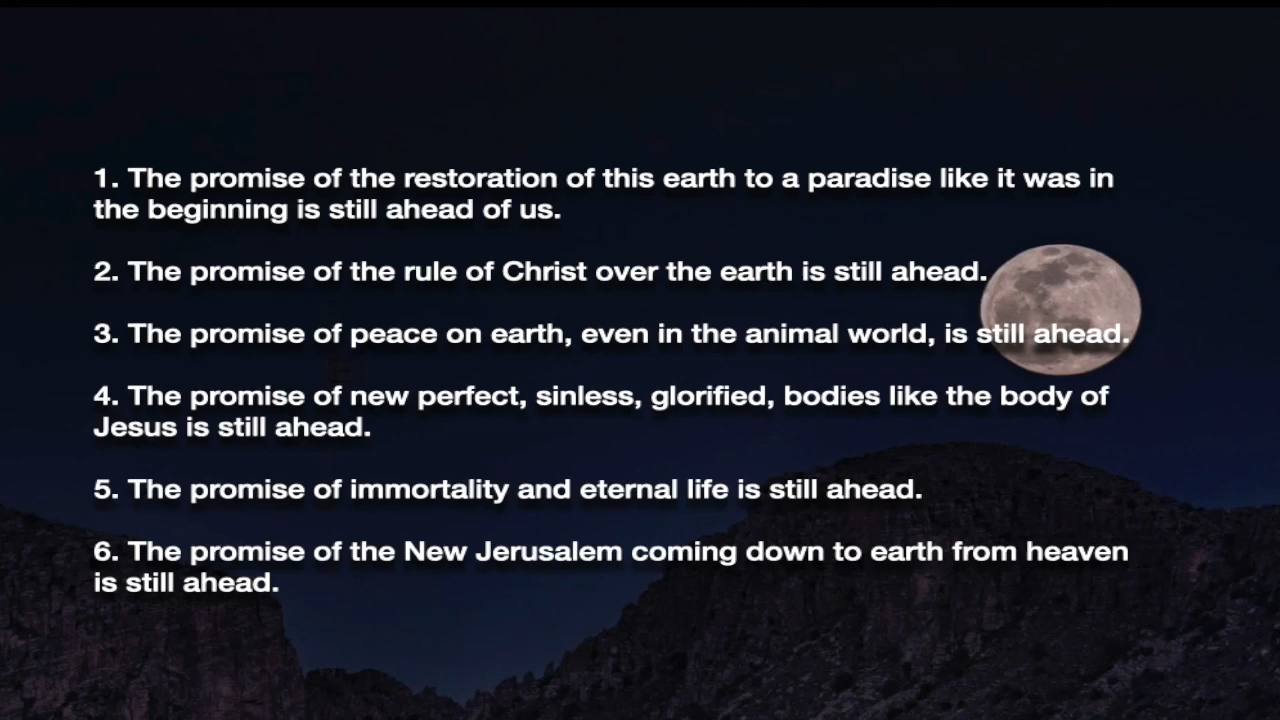 1. The promise of the restoration of this earth to a paradise like it was in
the beginning is still ahead of us.
2. The promise of the rule of Christ over the earth is still ahead.
3. The promise of peace on earth, even in the animal world, is still ahead.
4. The promise of new perfect, sinless, glorified, bodies like the body of
Jesus is still ahead.
5. The promise of immortality and eternal life is still ahead.
6. The promise of the New Jerusalem coming down to earth from heaven
is still ahead.